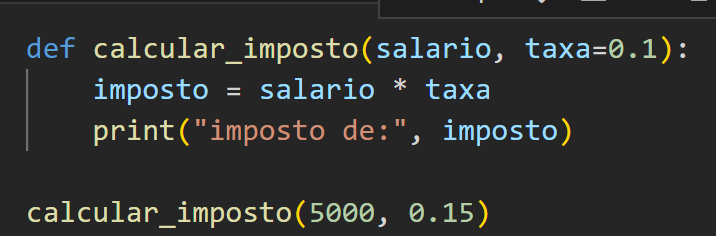 def calcular_imposto(salario, taxa=0.1):
    imposto = salario * taxa
    print("imposto de:", imposto)
calcular_imposto(5000, 0.15)